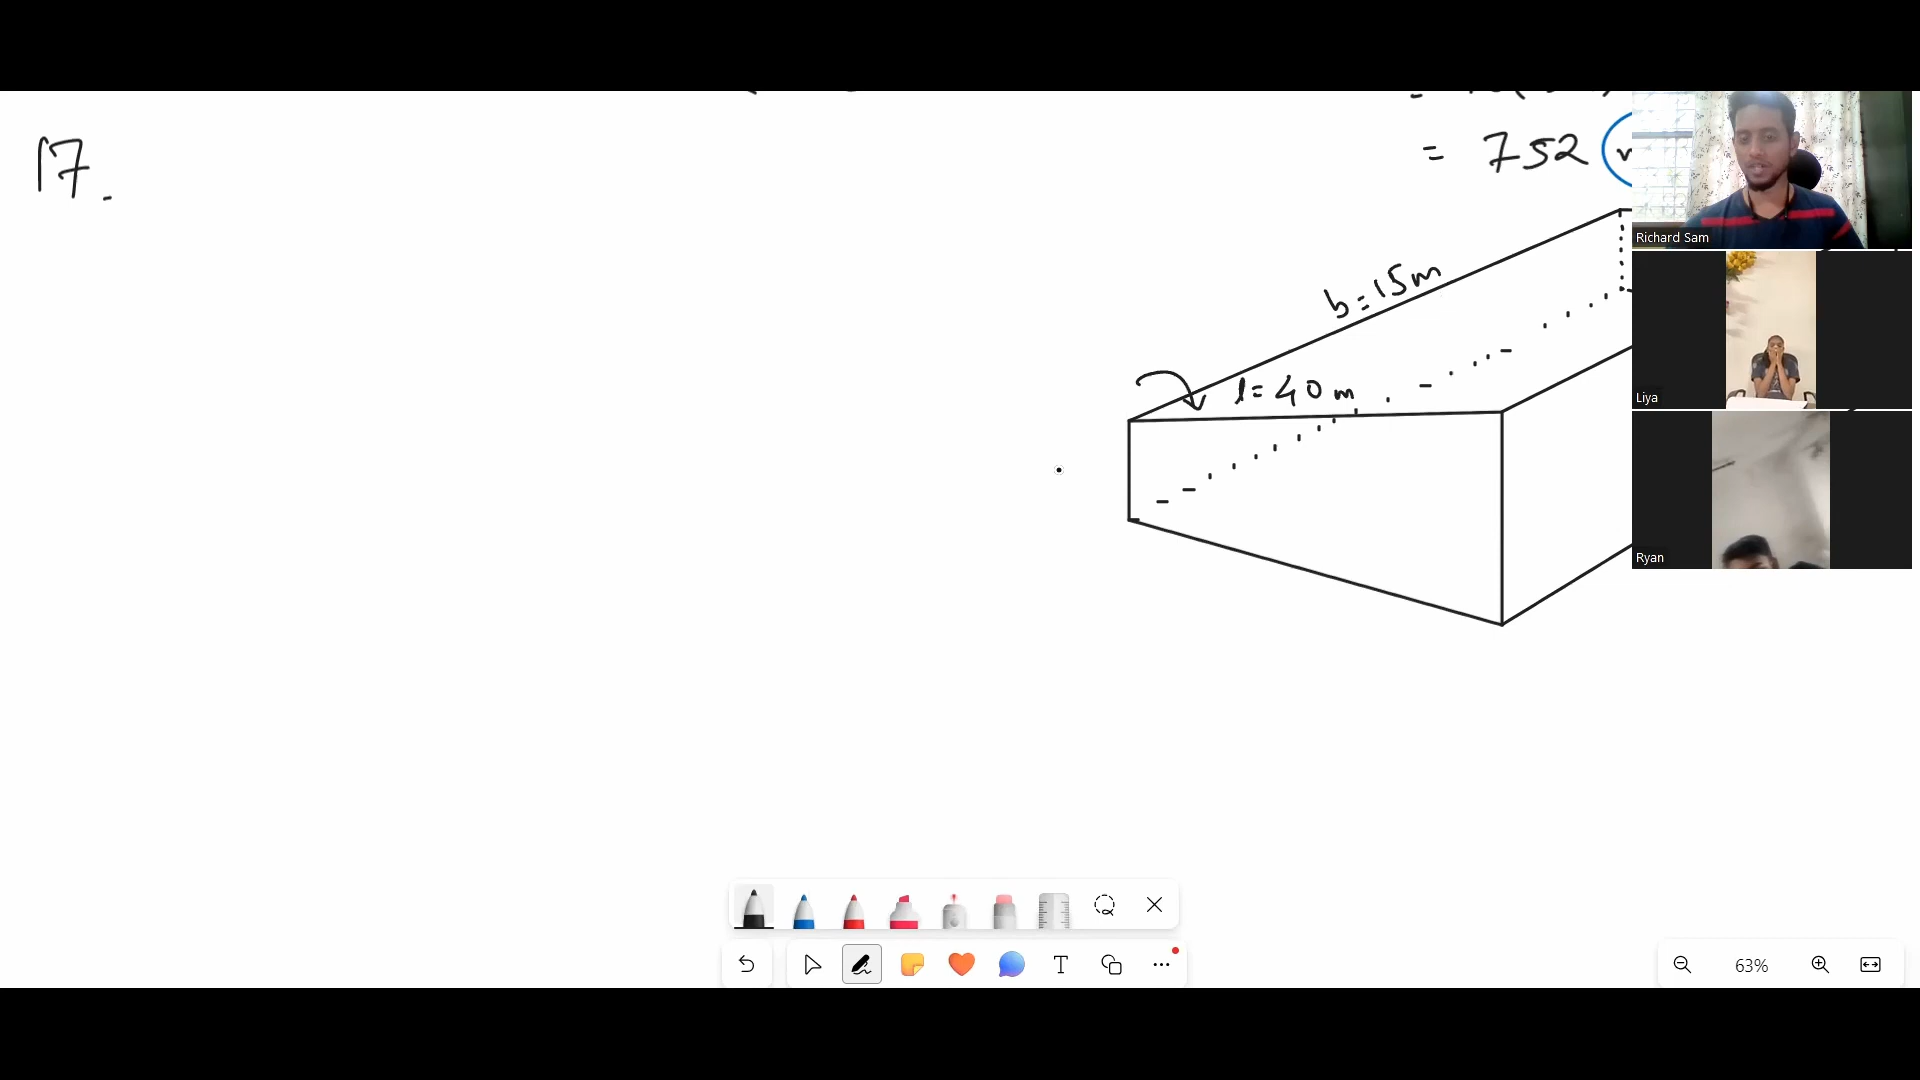 17.
= 752
b=15m
l=40m
Richard Sam
Liya
Ryan
T
63%